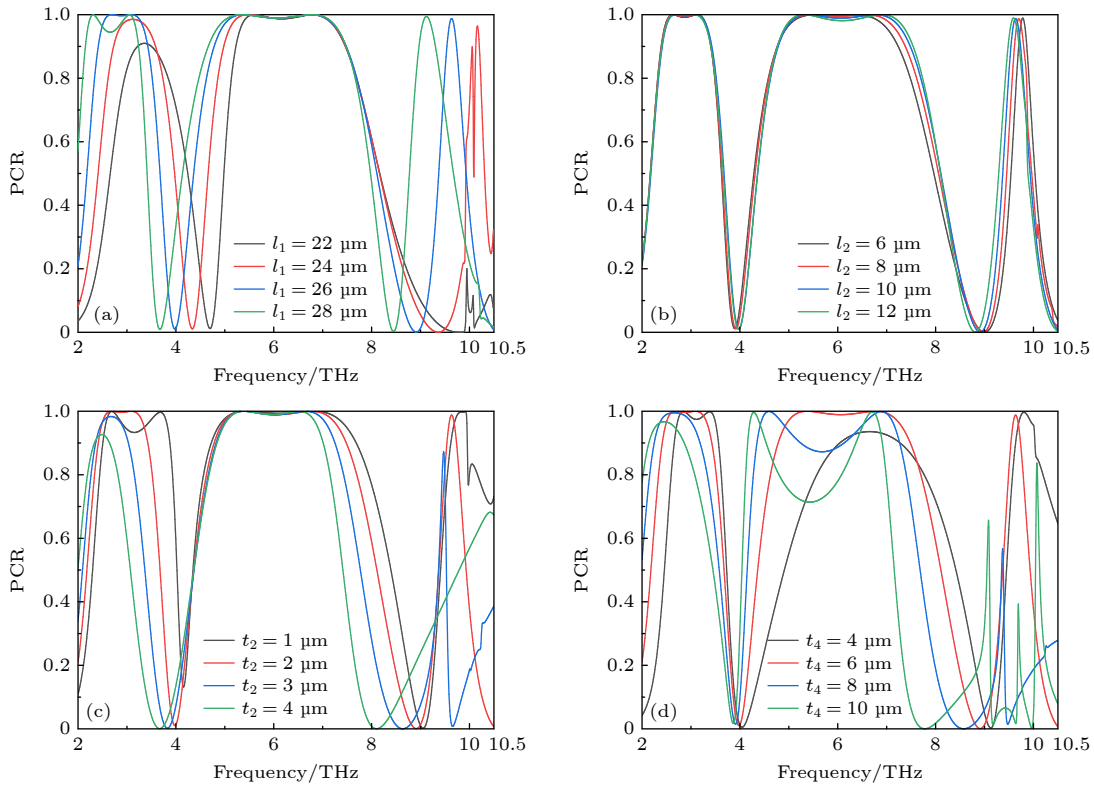 1.0
0.8
0.6
0.4
0.2
0
PCR
l1 = 22 µm
l1 = 24 µm
l1 = 26 µm
l1 = 28 µm
(a)
2 4 6 8 10 10.5
Frequency/THz
1.0
0.8
0.6
0.4
0.2
0
PCR
l2 = 6 µm
l2 = 8 µm
l2 = 10 µm
l2 = 12 µm
(b)
2 4 6 8 10 10.5
Frequency/THz
1.0
0.8
0.6
0.4
0.2
0
PCR
t2 = 1 µm
t2 = 2 µm
t2 = 3 µm
t2 = 4 µm
(c)
2 4 6 8 10 10.5
Frequency/THz
1.0
0.8
0.6
0.4
0.2
0
PCR
t4 = 4 µm
t4 = 6 µm
t4 = 8 µm
t4 = 10 µm
(d)
2 4 6 8 10 10.5
Frequency/THz